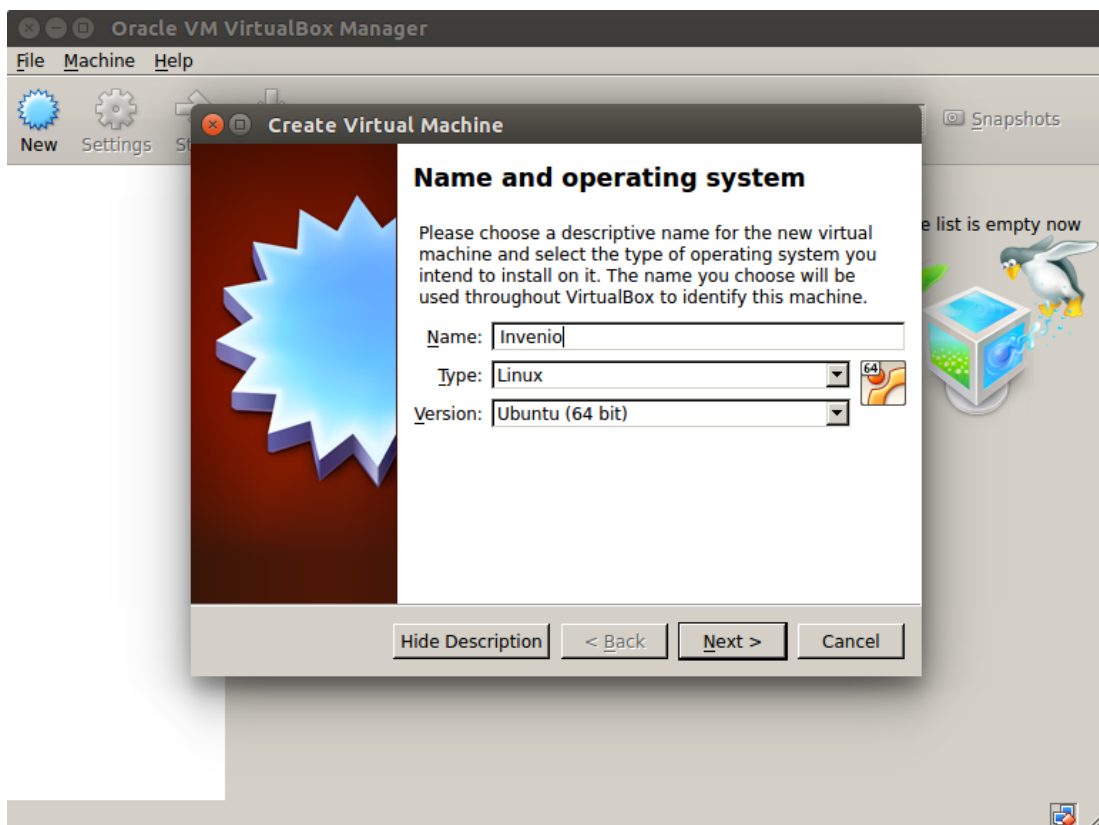 Oracle VM VirtualBox Manager
File Machine Help
New Settings
Snapshots
Create Virtual Machine
list is empty now
Name and operating system
Please choose a descriptive name for the new virtual
machine and select the type of operating system you
intend to install on it. The name you choose will be
used throughout VirtualBox to identify this machine.
Name: Invenio
Type: Linux
64
Version: Ubuntu (64 bit)
Hide Description < Back Next > Cancel